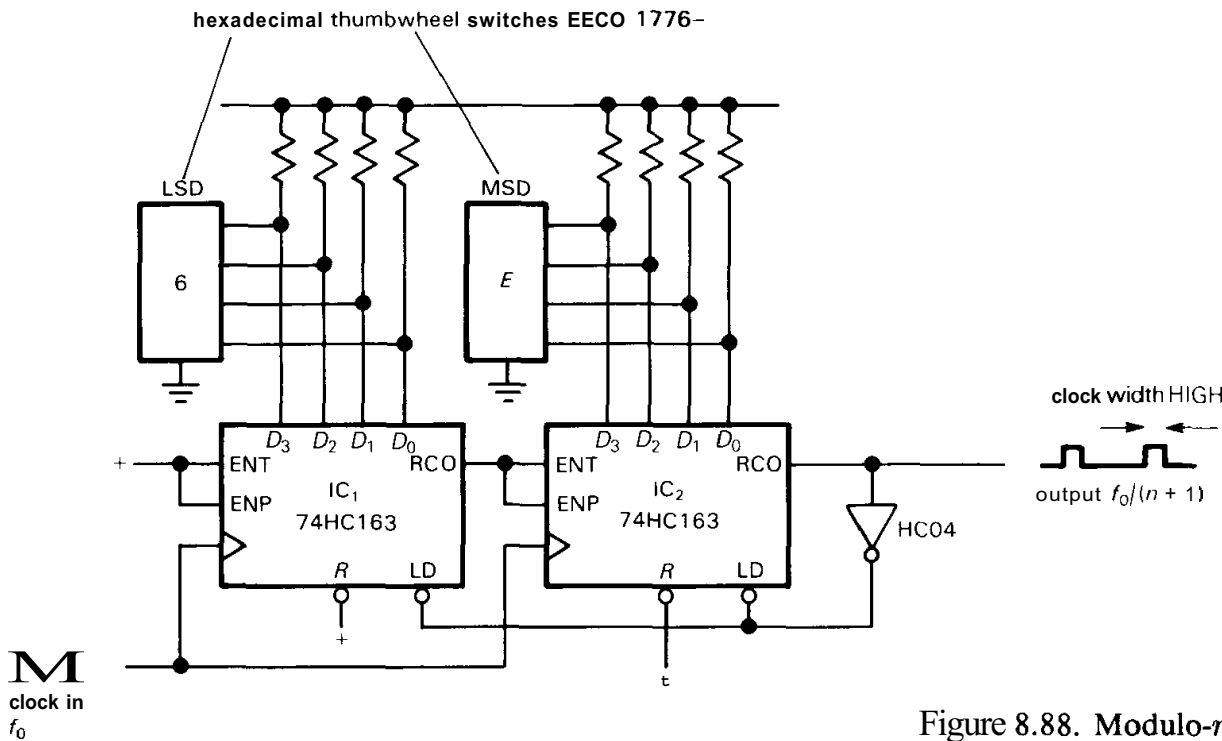 hexadecimal thumbwheel switches EECO 1776-
LSD
MSD
6
E
D3 D2 D1 D0
D3 D2 D1 D0
+
ENT
RCO
ENP
IC1
74HC163
R
LD
+
ENT
RCO
ENP
IC2
74HC163
R
LD
t
HC04
clock width HIGH
output f0/(n + 1)
M
clock in
f0
Figure 8.88. Modulo-n